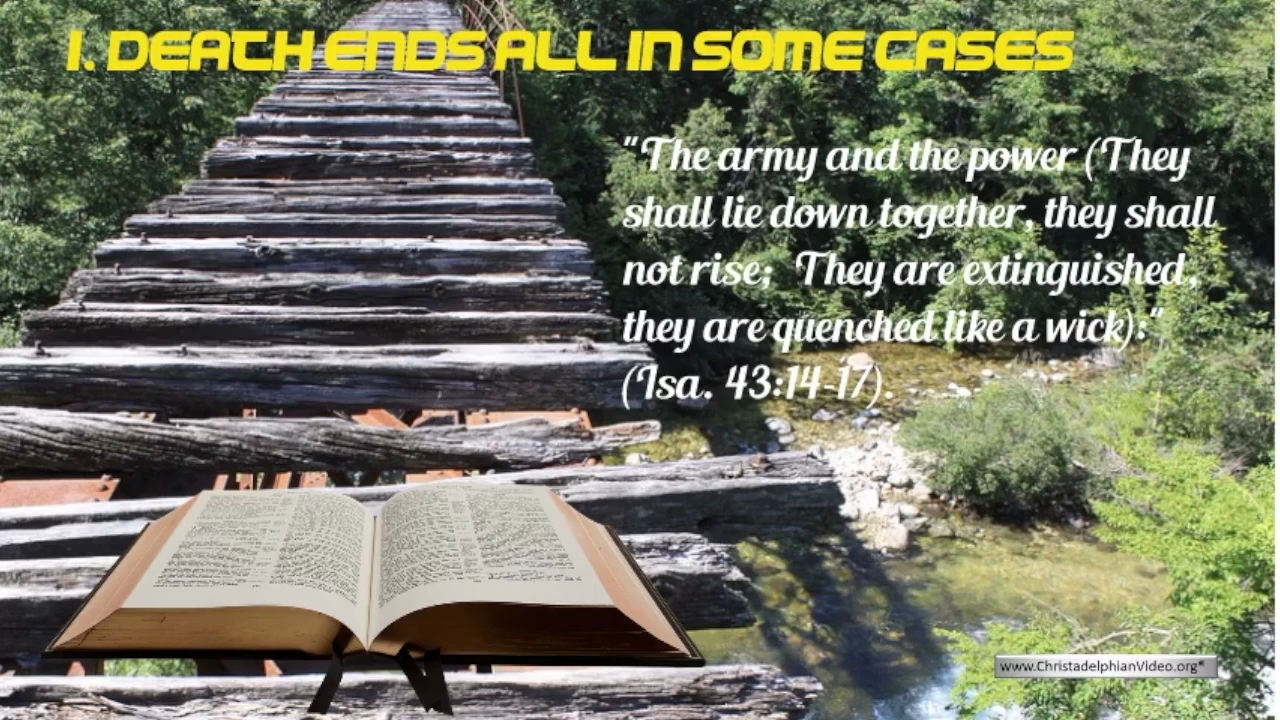 1. DEATH ENDS ALL IN SOME CASES
"The army and the power (They
shall lie down together, they shall
not rise; They are extinguished,
they are quenched like a wick):"
(Isa. 43:14-17).
www.ChristadelphianVideo.org*